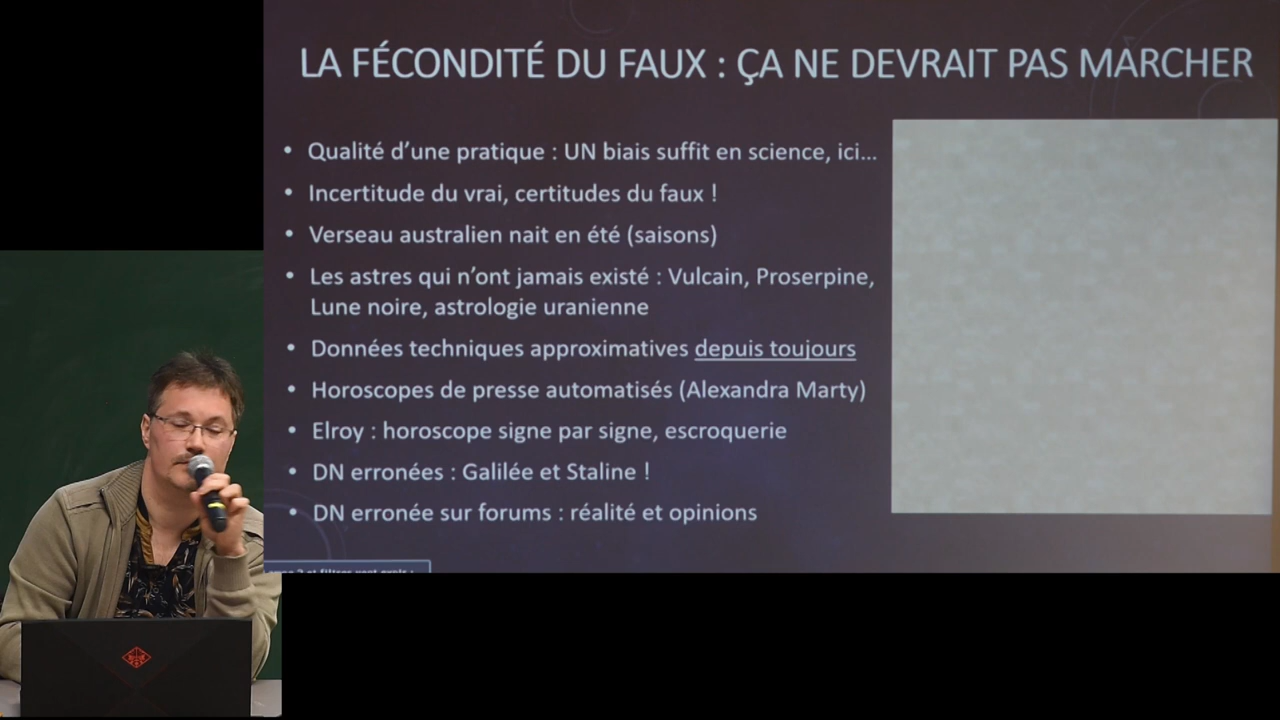 LA FÉCONDITÉ DU FAUX : ÇA NE DEVRAIT PAS MARCHER
• Qualité d’une pratique : UN biais suffit en science, ici…
• Incertitude du vrai, certitudes du faux !
• Verseau australien nait en été (saisons)
• Les astres qui n’ont jamais existé : Vulcain, Proserpine,
Lune noire, astrologie uranienne
• Données techniques approximatives depuis toujours
• Horoscopes de presse automatisés (Alexandra Marty)
• Elroy : horoscope signe par signe, escroquerie
• DN erronées : Galilée et Staline !
• DN erronée sur forums : réalité et opinions